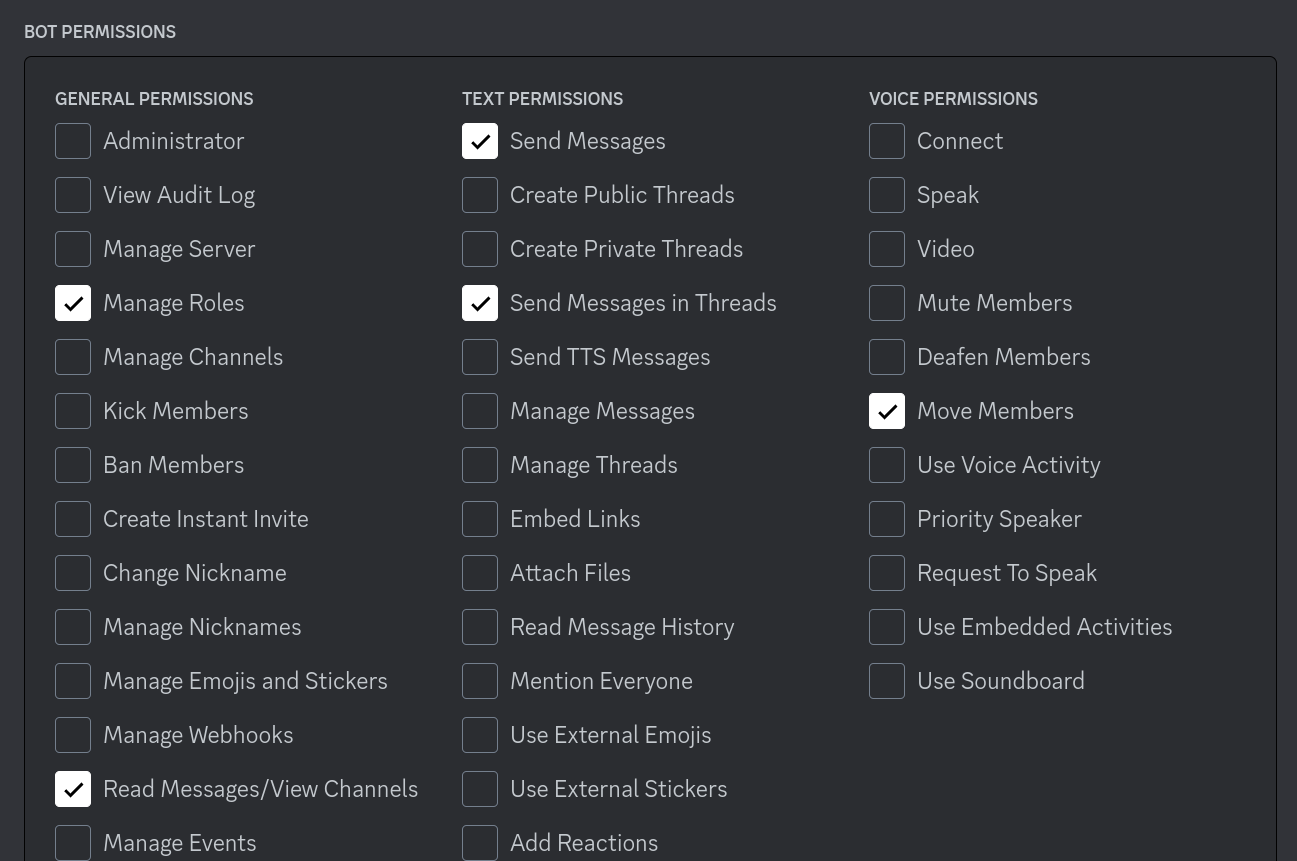 BOT PERMISSIONS
GENERAL PERMISSIONS
Administrator
View Audit Log
Manage Server
Manage Roles
Manage Channels
Kick Members
Ban Members
Create Instant Invite
Change Nickname
Manage Nicknames
Manage Emojis and Stickers
Manage Webhooks
Read Messages/View Channels
Manage Events
TEXT PERMISSIONS
Send Messages
Create Public Threads
Create Private Threads
Send Messages in Threads
Send TTS Messages
Manage Messages
Manage Threads
Embed Links
Attach Files
Read Message History
Mention Everyone
Use External Emojis
Use External Stickers
Add Reactions
VOICE PERMISSIONS
Connect
Speak
Video
Mute Members
Deafen Members
Move Members
Use Voice Activity
Priority Speaker
Request To Speak
Use Embedded Activities
Use Soundboard